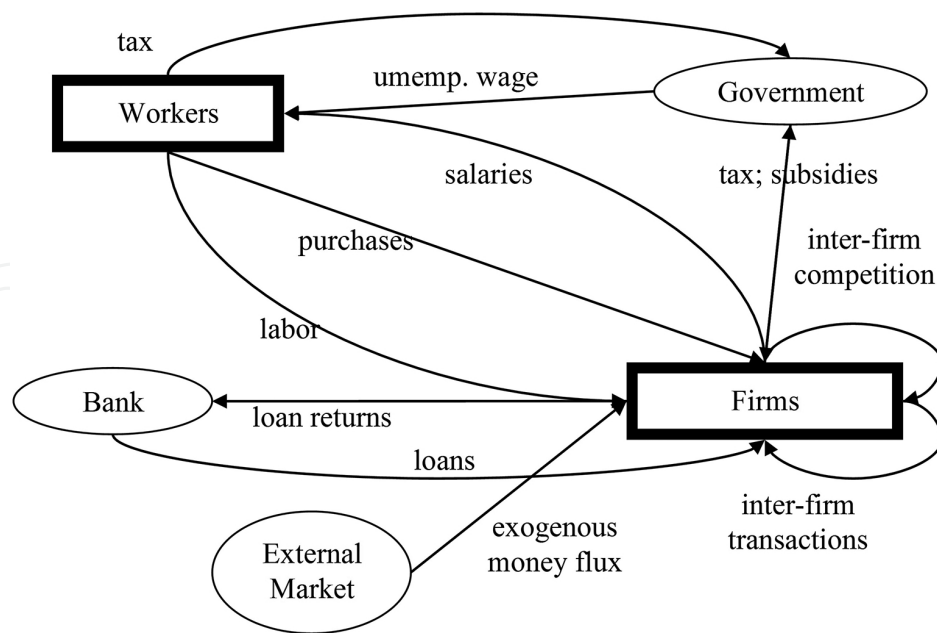 tax
umemp. wage
Workers
Government
salaries
tax; subsidies
purchases
inter-firm
competition
labor
Bank
Firms
loan returns
loans
inter-firm
transactions
exogenous
money flux
External
Market